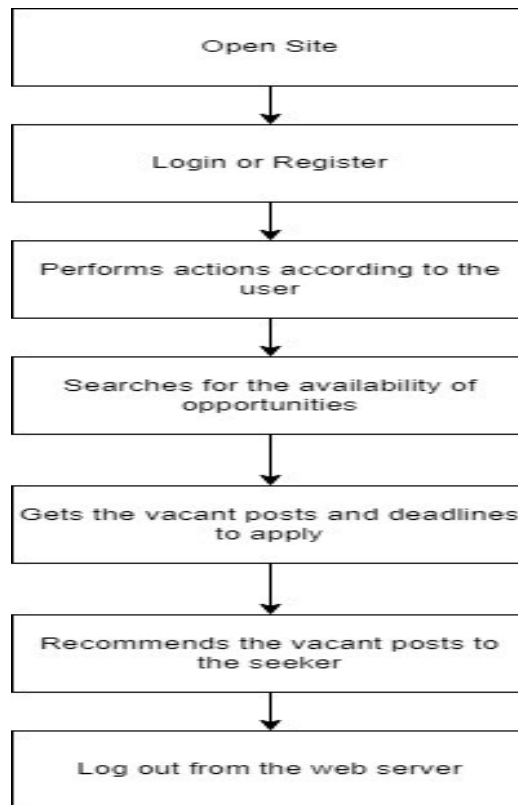 Open Site
Login or Register
Performs actions according to the
user
Searches for the availability of
opportunities
Gets the vacant posts and deadlines
to apply
Recommends the vacant posts to
the seeker
Log out from the web server